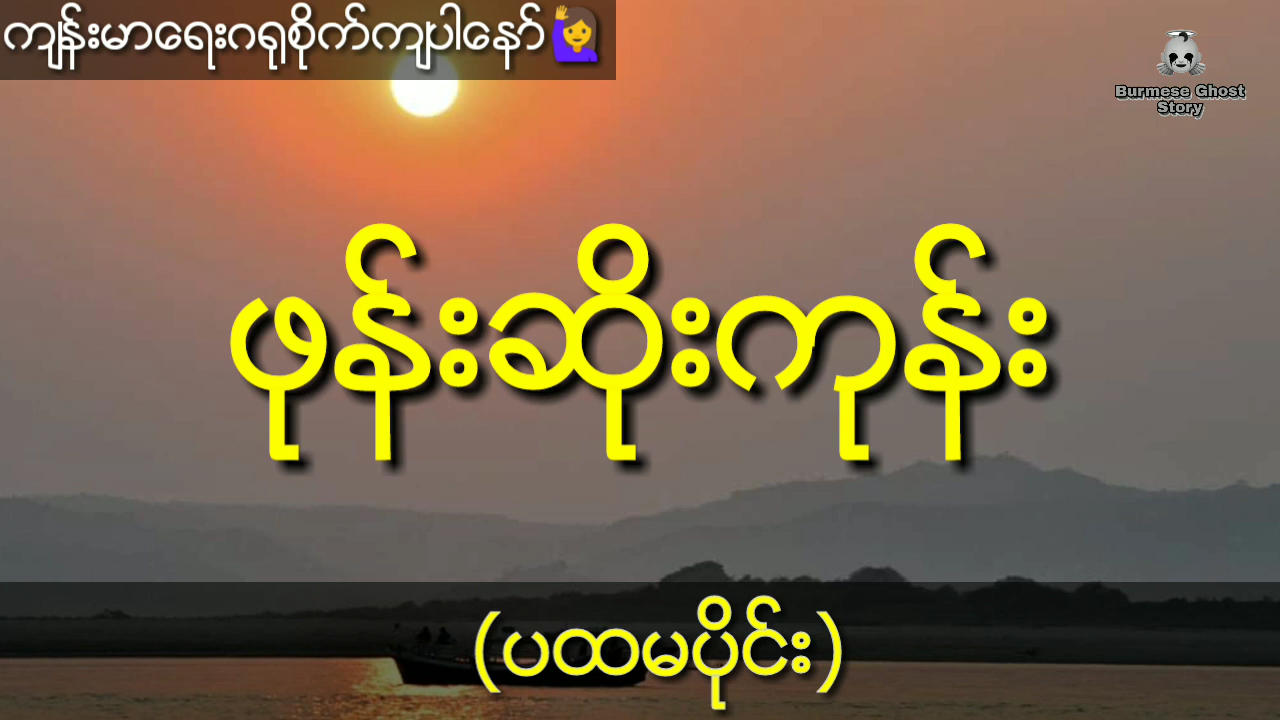 ကျန်းမာရေးဂရုစိုက်ကျပါနော်🙋‍♀️
Burmese Ghost
Story
ဖုန်းဆိုးကုန်း
(ပထမပိုင်း)